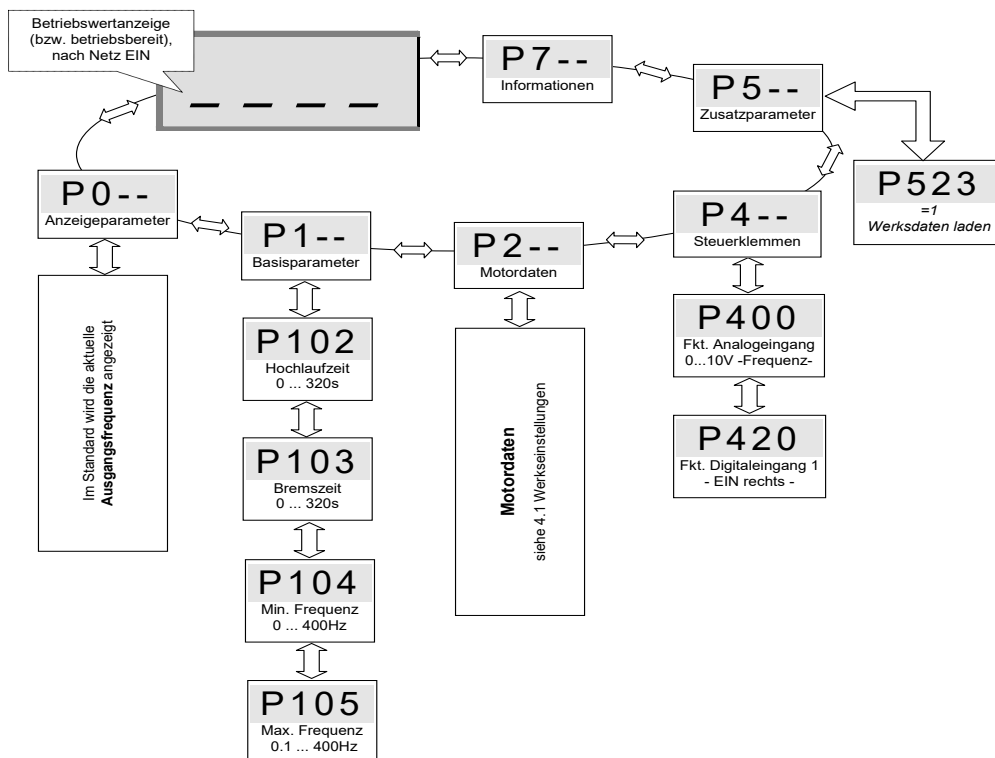 Betriebswertanzeige
(bzw. betriebsbereit),
nach Netz EIN
_ _ _ _
P7--
Informationen
P5--
Zusatzparameter
P523
=1
Werksdaten laden
P0--
Anzeigeparameter
P1--
Basisparameter
P2--
Motordaten
P4--
Steuerklemmen
Im Standard wird die aktuelle
Ausgangsfrequenz angezeigt
P102
Hochlaufzeit
0 ... 320s
P103
Bremszeit
0 ... 320s
P104
Min. Frequenz
0 ... 400Hz
P105
Max. Frequenz
0.1 ... 400Hz
Motordaten
siehe 4.1 Werkseinstellungen
P400
Fkt. Analogeingang
0...10V -Frequenz-
P420
Fkt. Digitaleingang 1
- EIN rechts -